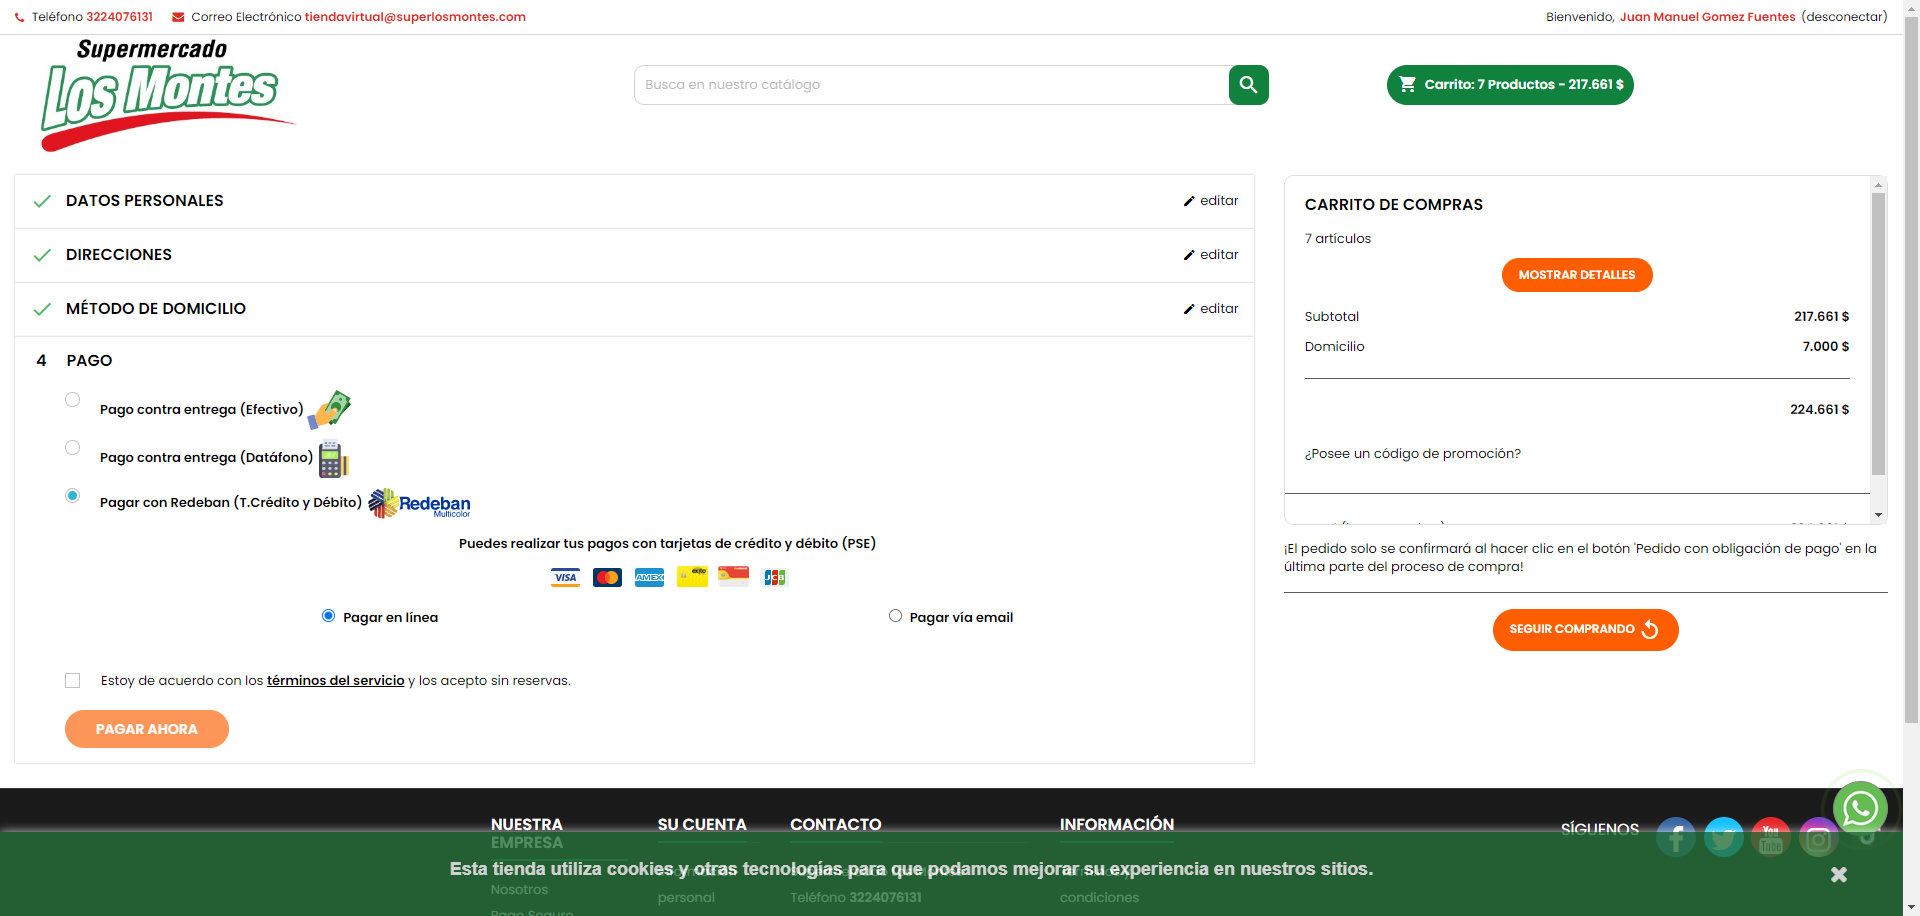 Teléfono 3224076131 Correo Electrónico tiendavirtual@superlosmontes.com Bienvenido, Juan Manuel Gomez Fuentes (desconectar)
Supermercado
Los Montes
Busca en nuestro catálogo
Carrito: 7 Productos - 217.661 $
DATOS PERSONALES editar
DIRECCIONES editar
MÉTODO DE DOMICILIO editar
4 PAGO
Pago contra entrega (Efectivo)
Pago contra entrega (Datáfono)
Pagar con Redeban (T.Crédito y Débito) Redeban
Multicolor
Puedes realizar tus pagos con tarjetas de crédito y débito (PSE)
VISA AMEX éxito JCB
Pagar en línea Pagar vía email
Estoy de acuerdo con los términos del servicio y los acepto sin reservas.
PAGAR AHORA
CARRITO DE COMPRAS
7 artículos
MOSTRAR DETALLES
Subtotal 217.661 $
Domicilio 7.000 $
224.661 $
¿Posee un código de promoción?
¡El pedido solo se confirmará al hacer clic en el botón 'Pedido con obligación de pago' en la
última parte del proceso de compra!
SEGUIR COMPRANDO
NUESTRA
EMPRESA
SU CUENTA
CONTACTO
INFORMACIÓN
SÍGUENOS
You
Tube
Esta tienda utiliza cookies y otras tecnologías para que podamos mejorar su experiencia en nuestros sitios.
Nosotros
Pago Seguro
personal
Teléfono 3224076131
condiciones